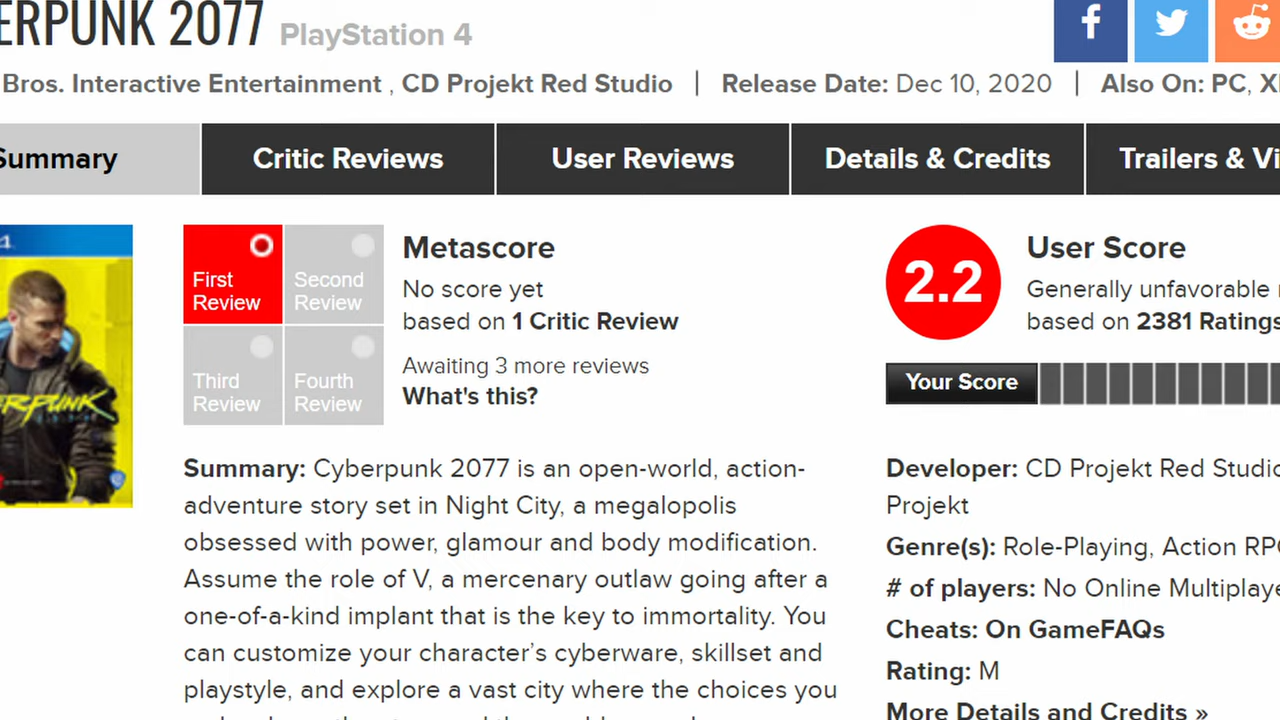 ERPUNK 2077 PlayStation 4
Bros. Interactive Entertainment , CD Projekt Red Studio | Release Date: Dec 10, 2020 | Also On: PC,
Summary
Critic Reviews
User Reviews
Details & Credits
Trailers &
First
Review
Second
Review
Third
Review
Fourth
Review
Metascore
No score yet
based on 1 Critic Review
Awaiting 3 more reviews
What's this?
2.2
User Score
Generally unfavorable
based on 2381 Ratings
Your Score
Summary: Cyberpunk 2077 is an open-world, action-
adventure story set in Night City, a megalopolis
obsessed with power, glamour and body modification.
Assume the role of V, a mercenary outlaw going after a
one-of-a-kind implant that is the key to immortality. You
can customize your character’s cyberware, skillset and
playstyle, and explore a vast city where the choices you
Developer: CD Projekt Red Studio
Projekt
Genre(s): Role-Playing, Action RPG
# of players: No Online Multiplaye
Cheats: On GameFAQs
Rating: M
More Details and Credits »